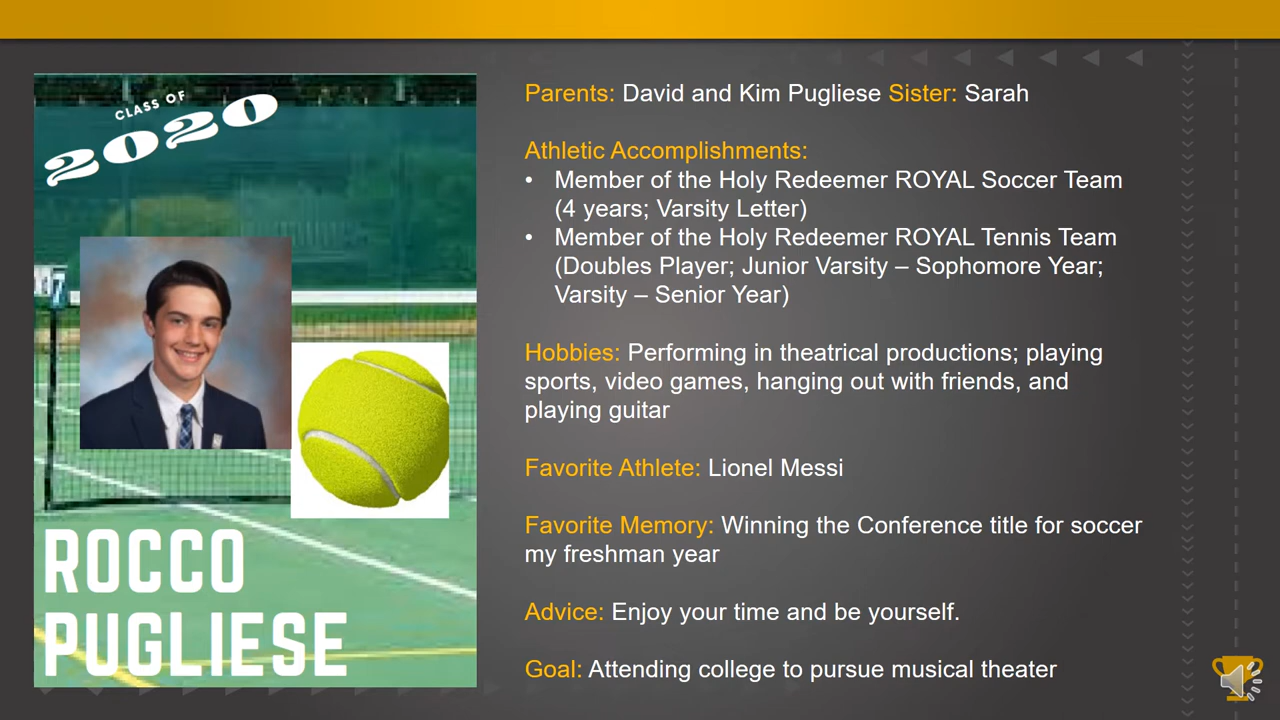 CLASS OF
2020
ROCCO
PUGLIESE
Parents: David and Kim Pugliese Sister: Sarah
Athletic Accomplishments:
• Member of the Holy Redeemer ROYAL Soccer Team
(4 years; Varsity Letter)
• Member of the Holy Redeemer ROYAL Tennis Team
(Doubles Player; Junior Varsity – Sophomore Year;
Varsity – Senior Year)
Hobbies: Performing in theatrical productions; playing
sports, video games, hanging out with friends, and
playing guitar
Favorite Athlete: Lionel Messi
Favorite Memory: Winning the Conference title for soccer
my freshman year
Advice: Enjoy your time and be yourself.
Goal: Attending college to pursue musical theater